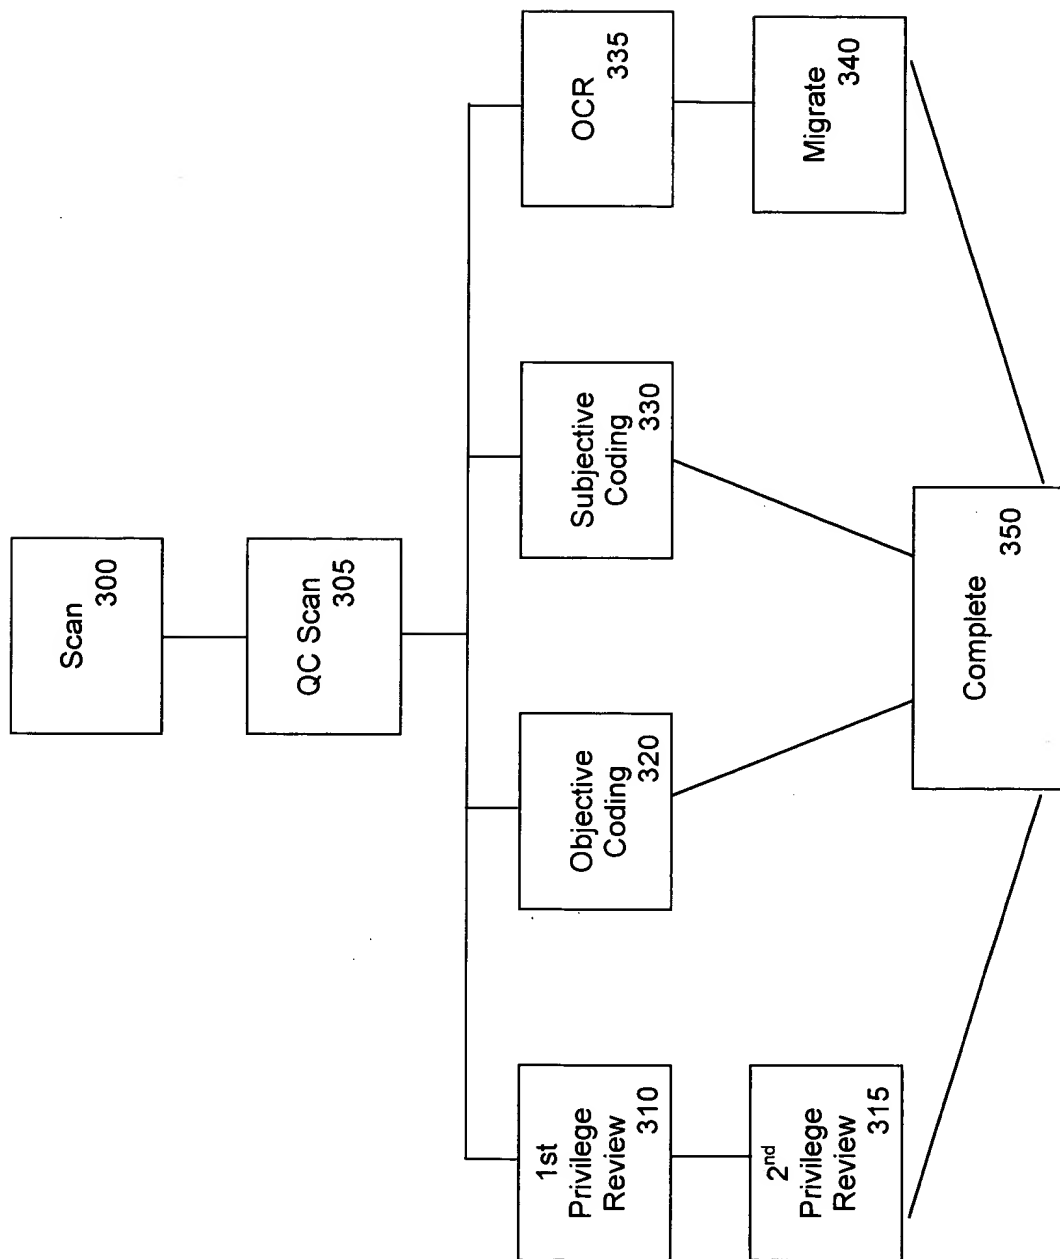 Scan
300
QC Scan
305
1st
Privilege
Review
310
Objective
Coding
320
Subjective
Coding
330
OCR
335
2nd
Privilege
Review
315
Migrate
340
Complete
350